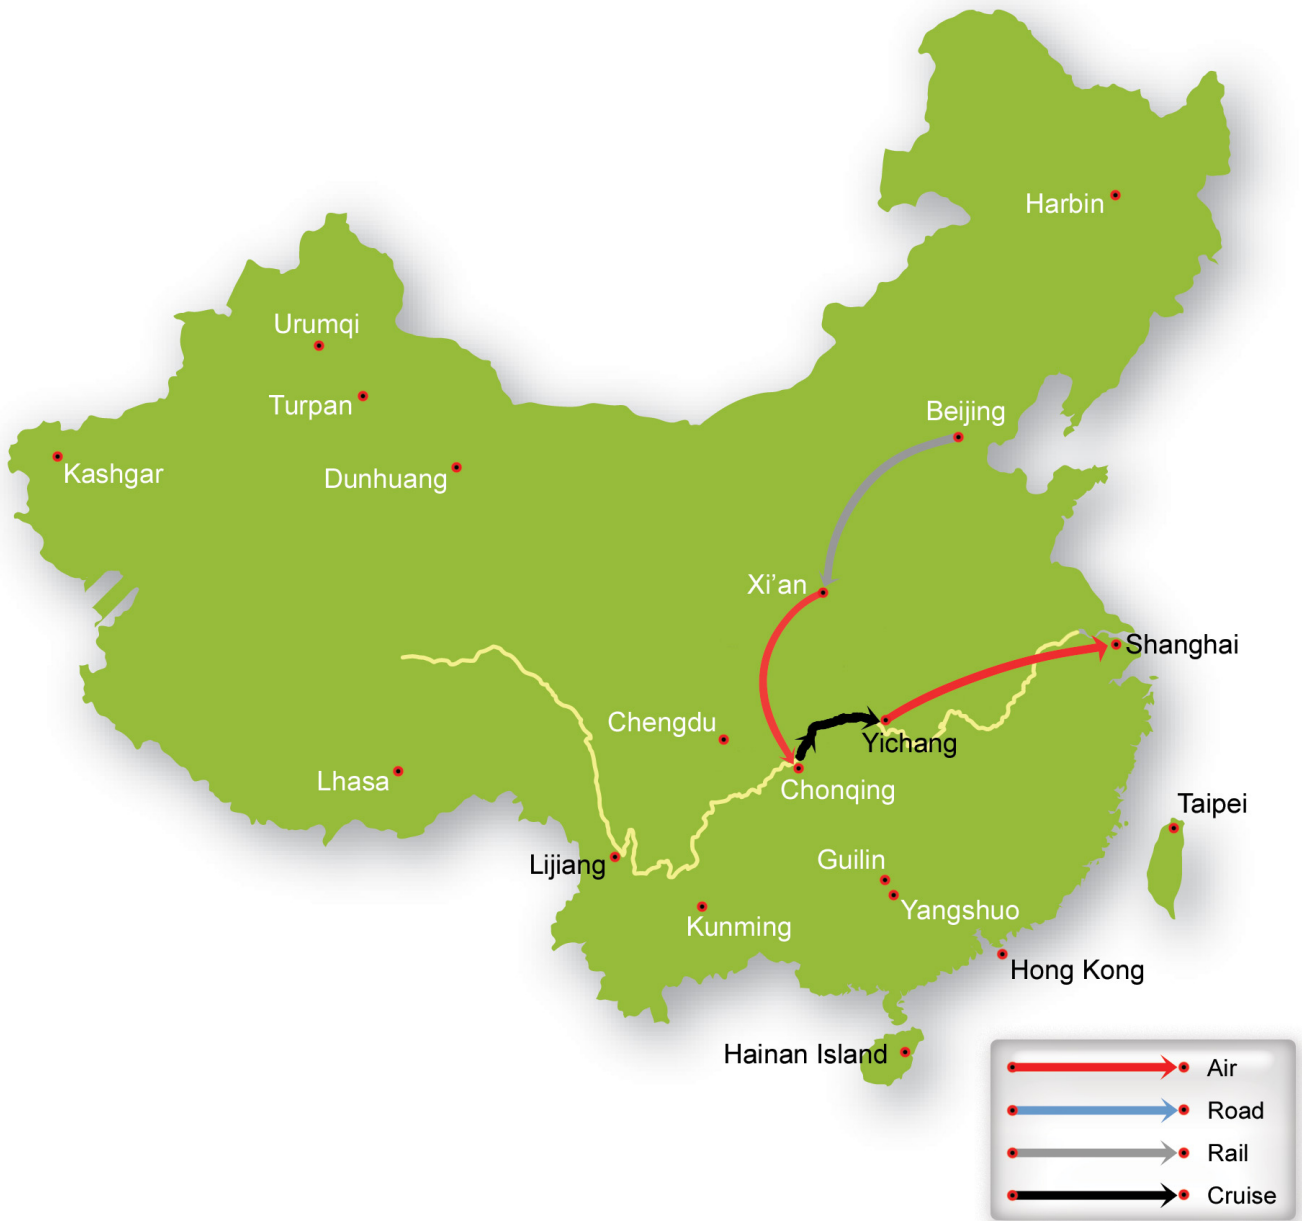 Harbin
Urumqi
Turpan
Beijing
Kashgar
Dunhuang
Xi’an
Shanghai
Chengdu
Yichang
Lhasa
Chonqing
Taipei
Lijiang
Guilin
Yangshuo
Kunming
Hong Kong
Hainan Island
Air
Road
Rail
Cruise